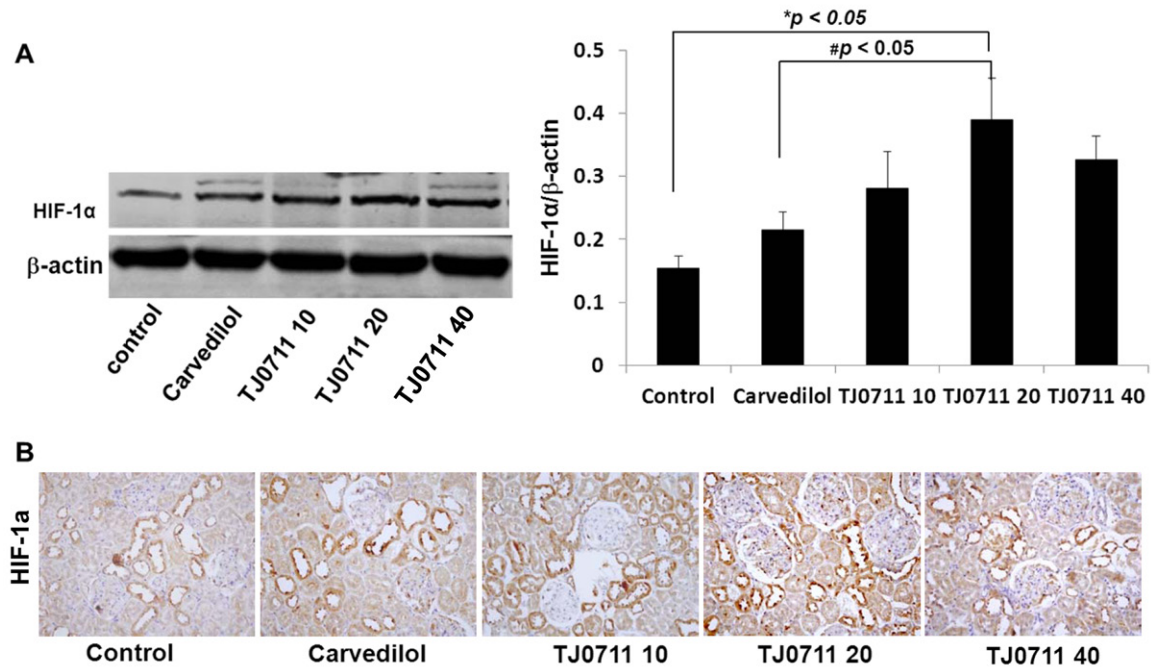 A
HIF-1α
β-actin
control
Carvedilol
TJ0711 10
TJ0711 20
TJ0711 40
*p < 0.05
#p < 0.05
HIF-1α/β-actin
0.5
0.4
0.3
0.2
0.1
0
Control Carvedilol TJ0711 10 TJ0711 20 TJ0711 40
B
HIF-1a
Control Carvedilol TJ0711 10 TJ0711 20 TJ0711 40